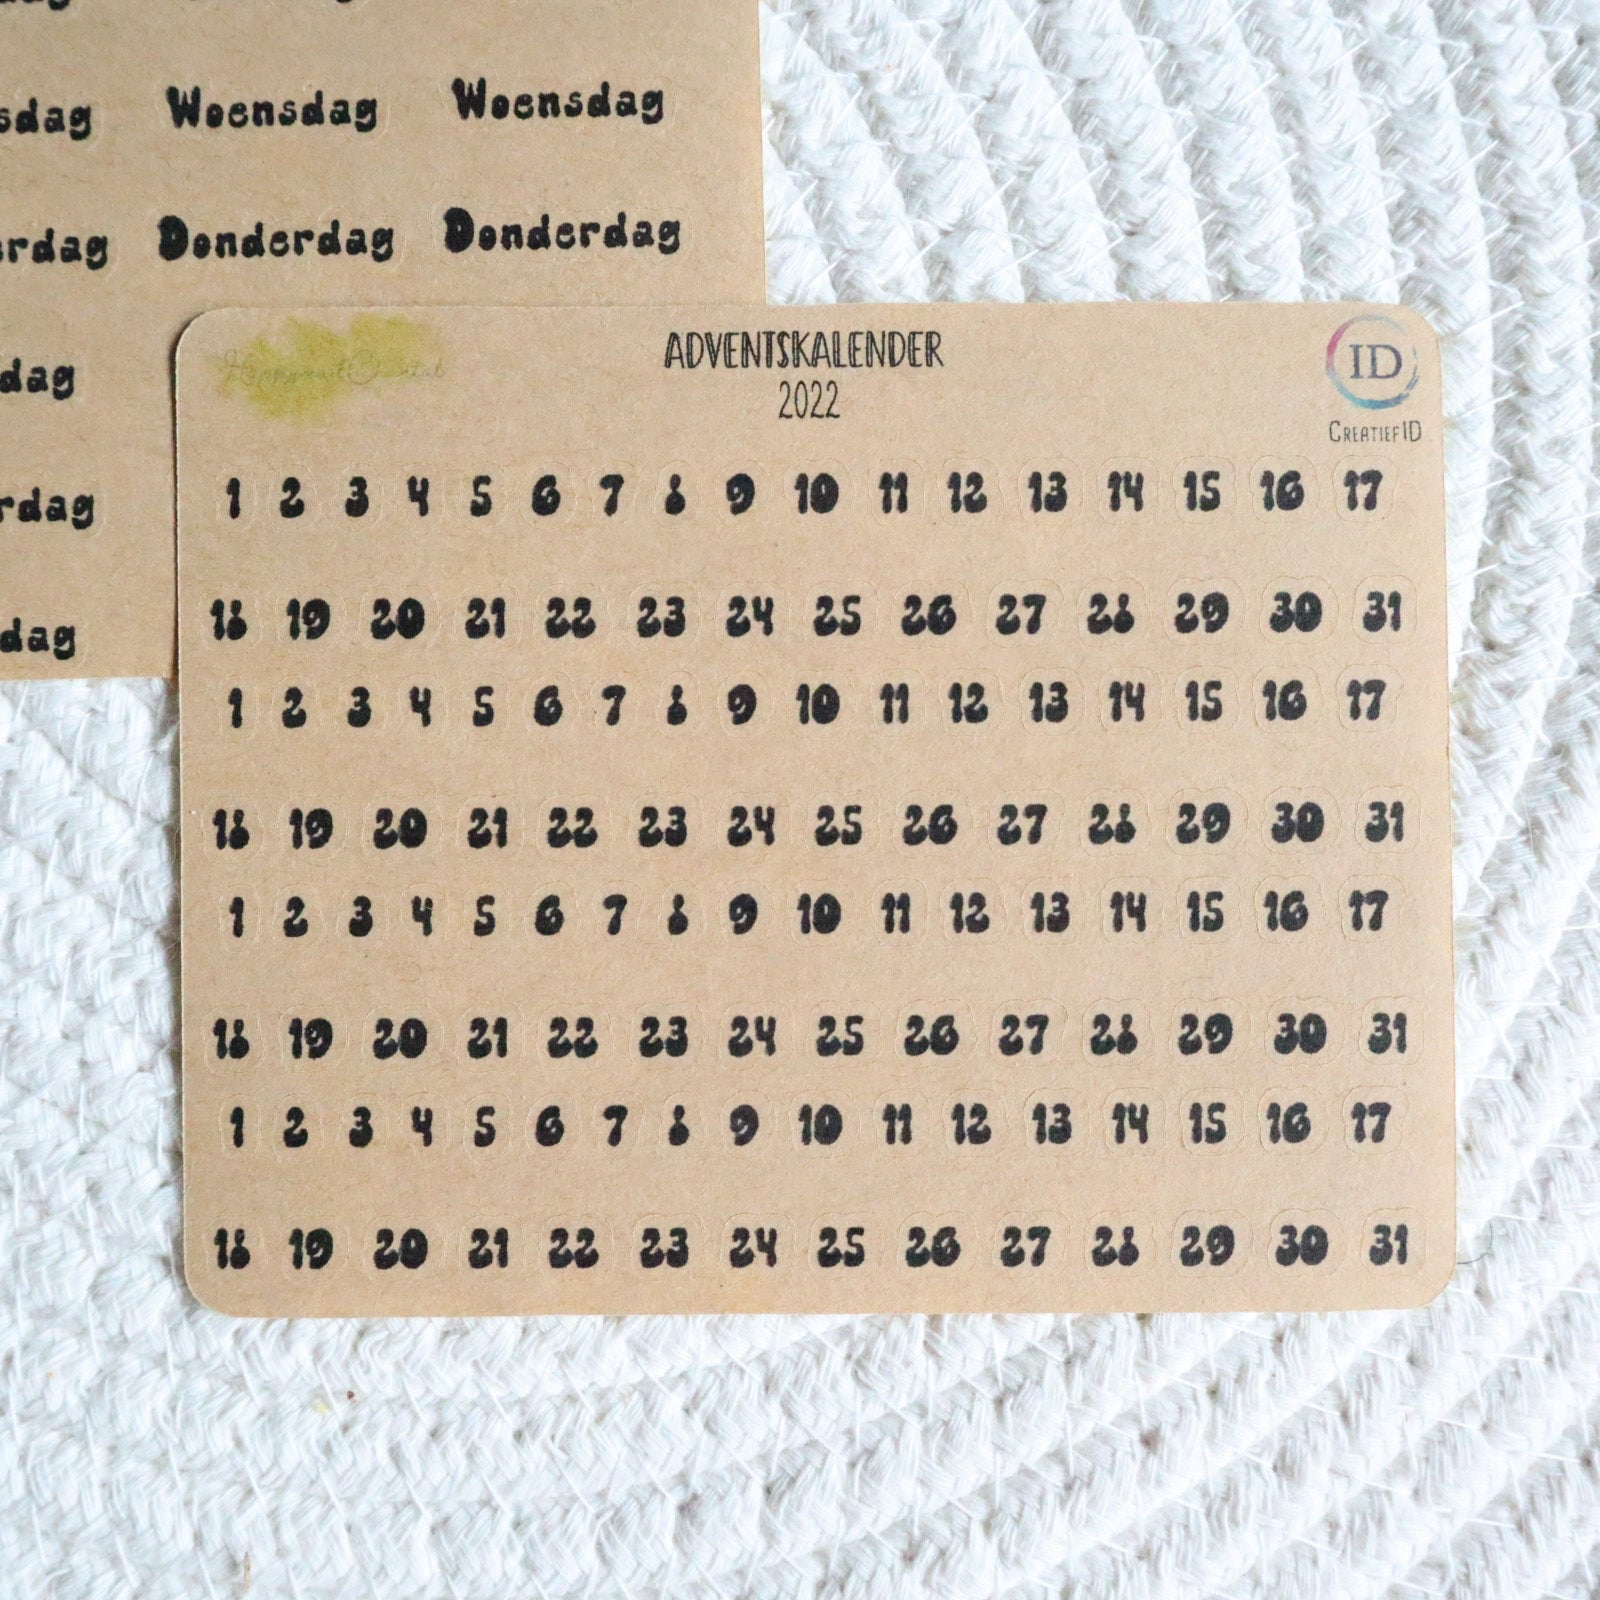 sdag Woensdag Woensdag
rdag Donderdag Donderdag
dag
rdag
dag
ADVENTSKALENDER
2022
ID
CREATIEFID
1 2 3 4 5 6 7 8 9 10 11 12 13 14 15 16 17
18 19 20 21 22 23 24 25 26 27 28 29 30 31
1 2 3 4 5 6 7 8 9 10 11 12 13 14 15 16 17
18 19 20 21 22 23 24 25 26 27 28 29 30 31
1 2 3 4 5 6 7 8 9 10 11 12 13 14 15 16 17
18 19 20 21 22 23 24 25 26 27 28 29 30 31
1 2 3 4 5 6 7 8 9 10 11 12 13 14 15 16 17
18 19 20 21 22 23 24 25 26 27 28 29 30 31